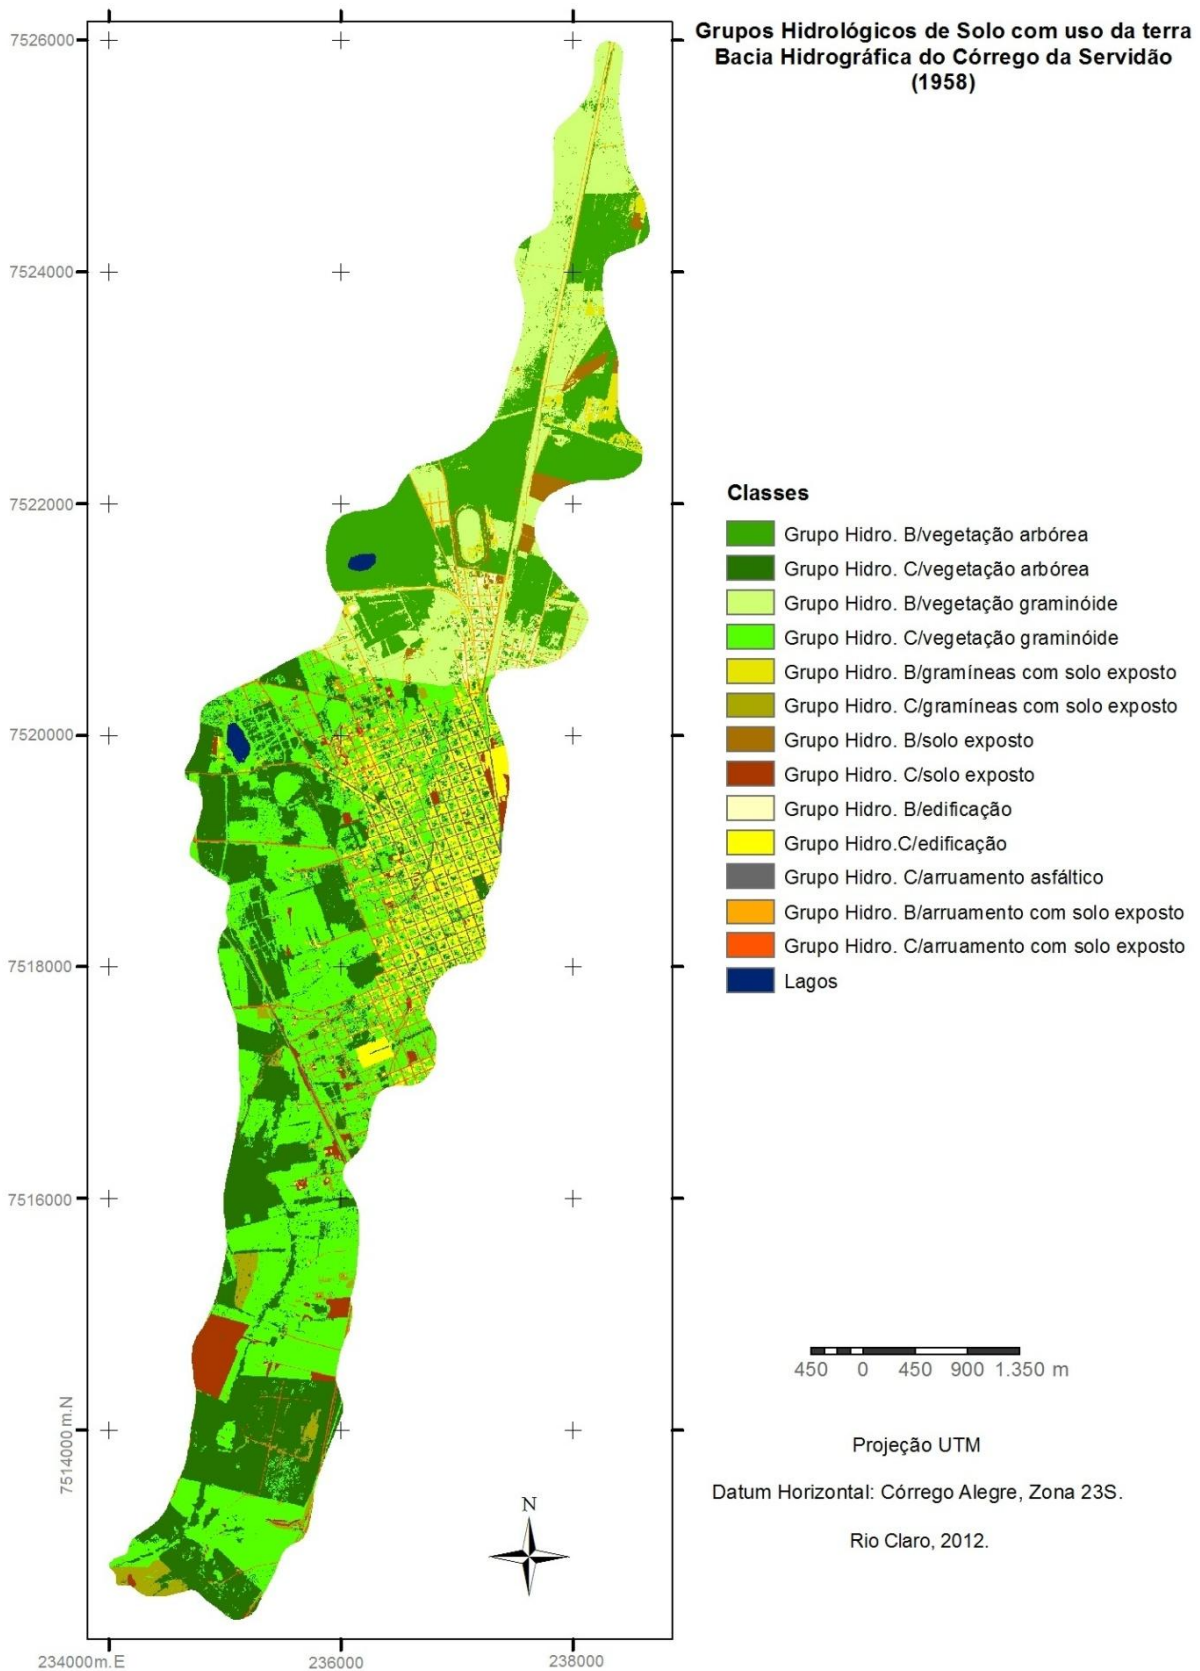 Grupos Hidrológicos de Solo com uso da terra
Bacia Hidrográfica do Córrego da Servidão
(1958)
7526000
7524000
7522000
7520000
7518000
7516000
7514000m.N
234000m.E
236000
238000
Classes
Grupo Hidro. B/vegetação arbórea
Grupo Hidro. C/vegetação arbórea
Grupo Hidro. B/vegetação graminóide
Grupo Hidro. C/vegetação graminóide
Grupo Hidro. B/gramíneas com solo exposto
Grupo Hidro. C/gramíneas com solo exposto
Grupo Hidro. B/solo exposto
Grupo Hidro. C/solo exposto
Grupo Hidro. B/edificação
Grupo Hidro.C/edificação
Grupo Hidro. C/arruamento asfáltico
Grupo Hidro. B/arruamento com solo exposto
Grupo Hidro. C/arruamento com solo exposto
Lagos
450 0 450 900 1.350 m
Projeção UTM
Datum Horizontal: Córrego Alegre, Zona 23S.
Rio Claro, 2012.
N